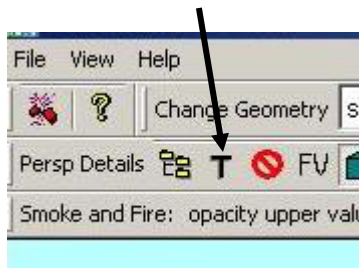 File View Help
? Change Geometry S
Persp Details T FV
Smoke and Fire: opacity upper valu